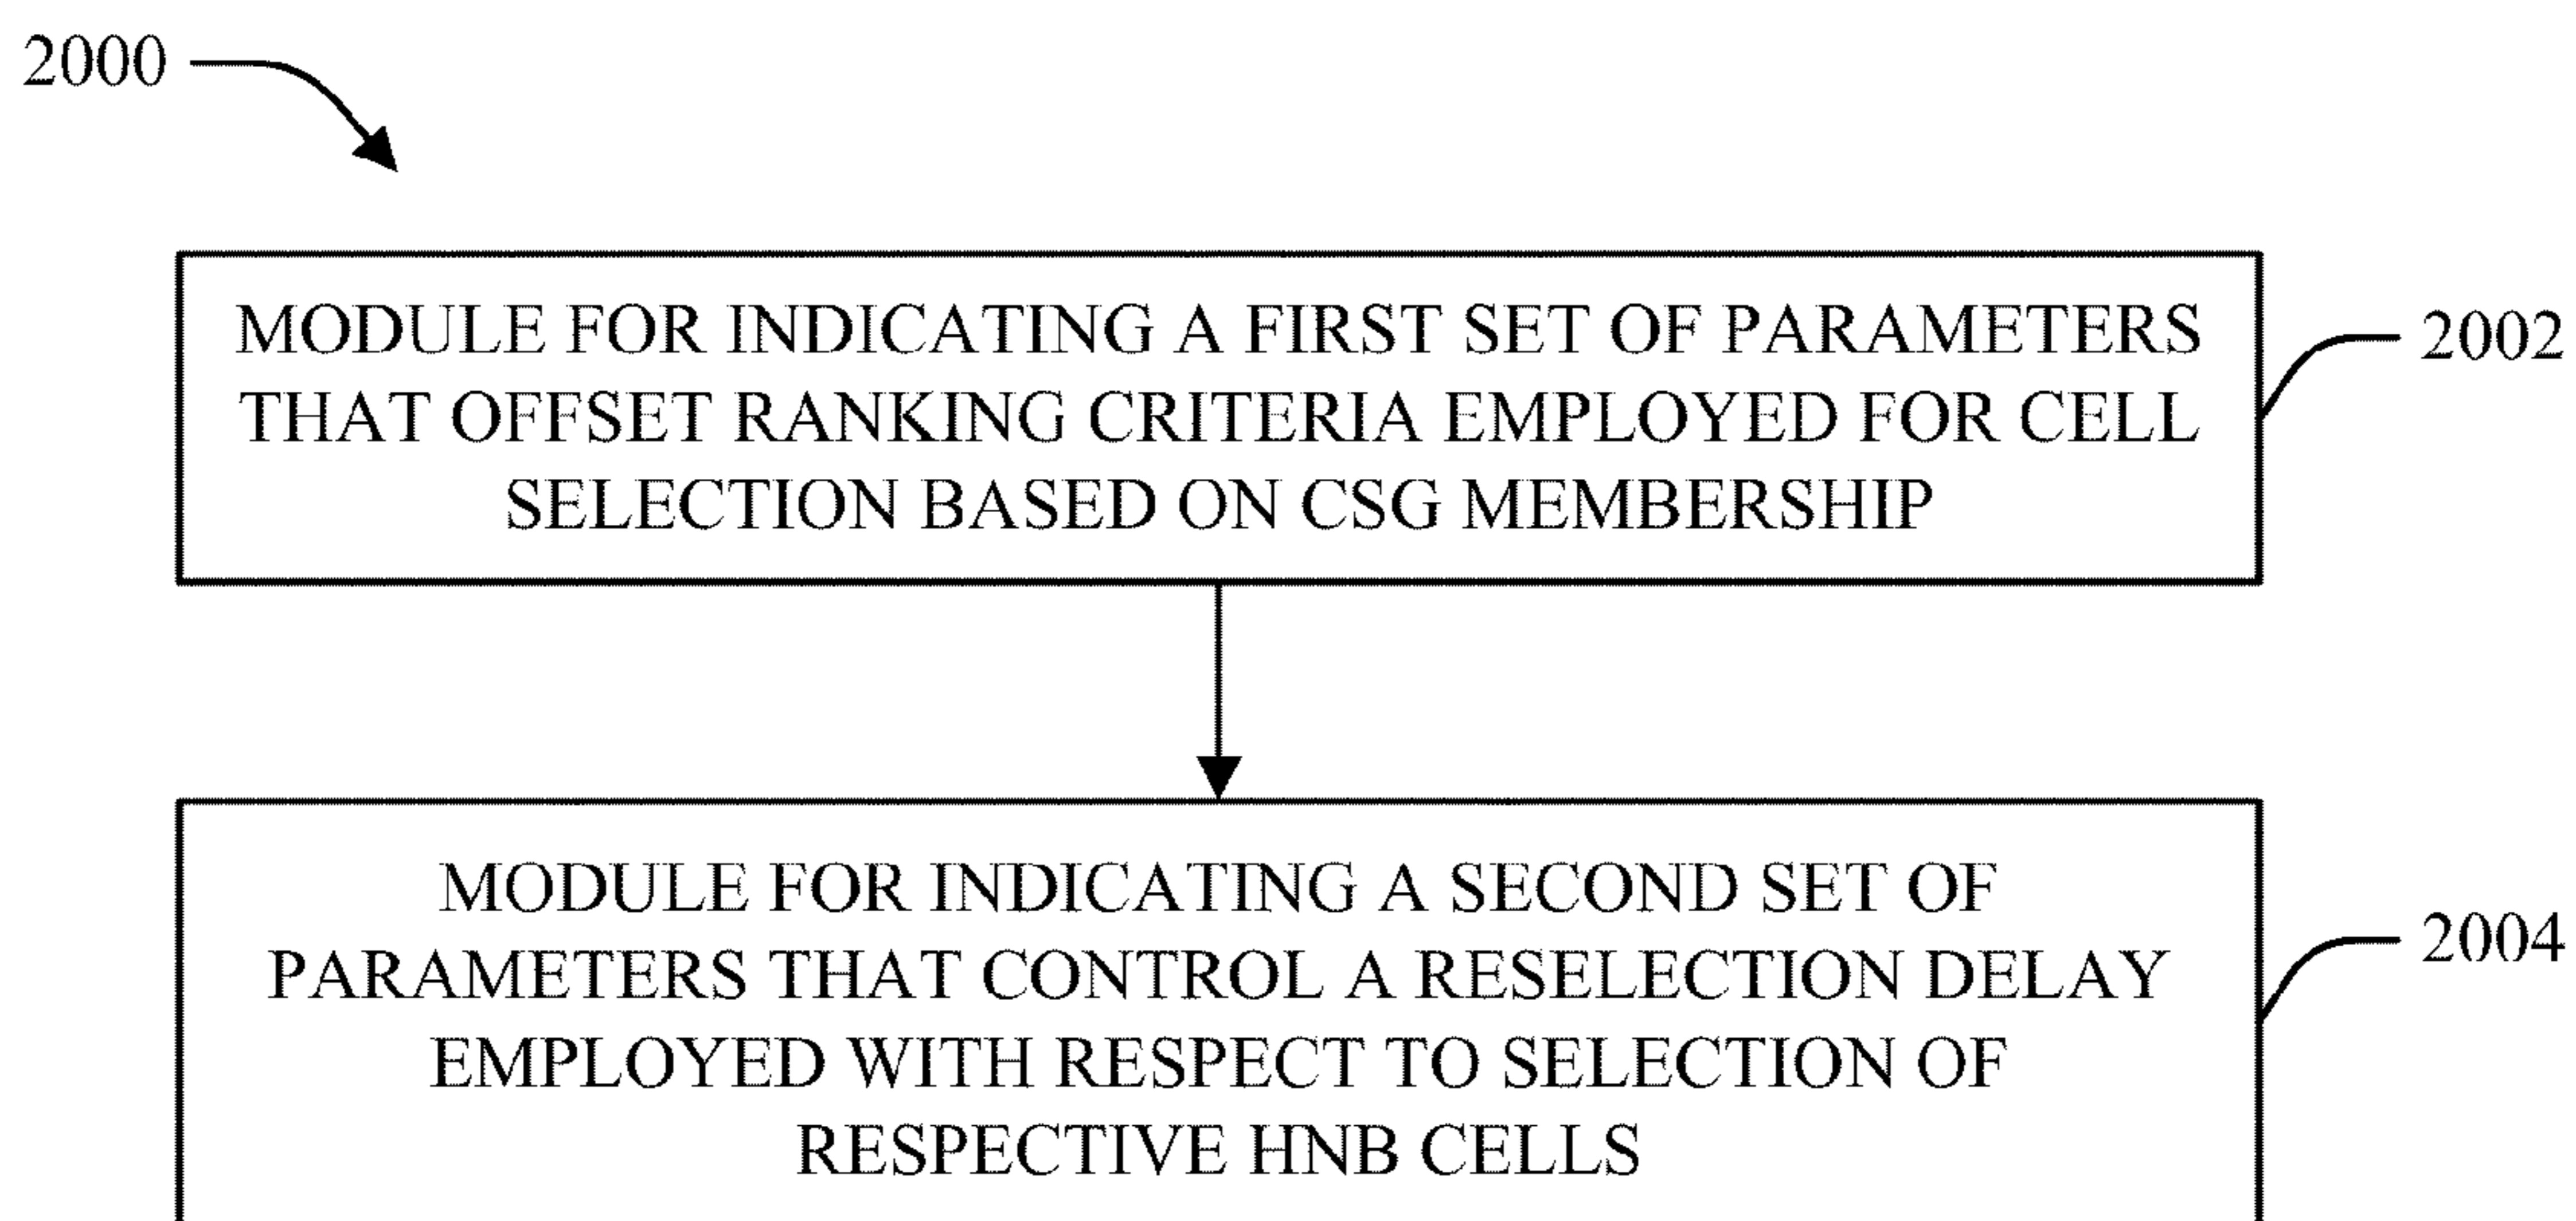 2000
MODULE FOR INDICATING A FIRST SET OF PARAMETERS
THAT OFFSET RANKING CRITERIA EMPLOYED FOR CELL
SELECTION BASED ON CSG MEMBERSHIP
2002
MODULE FOR INDICATING A SECOND SET OF
PARAMETERS THAT CONTROL A RESELECTION DELAY
EMPLOYED WITH RESPECT TO SELECTION OF
RESPECTIVE HNB CELLS
2004